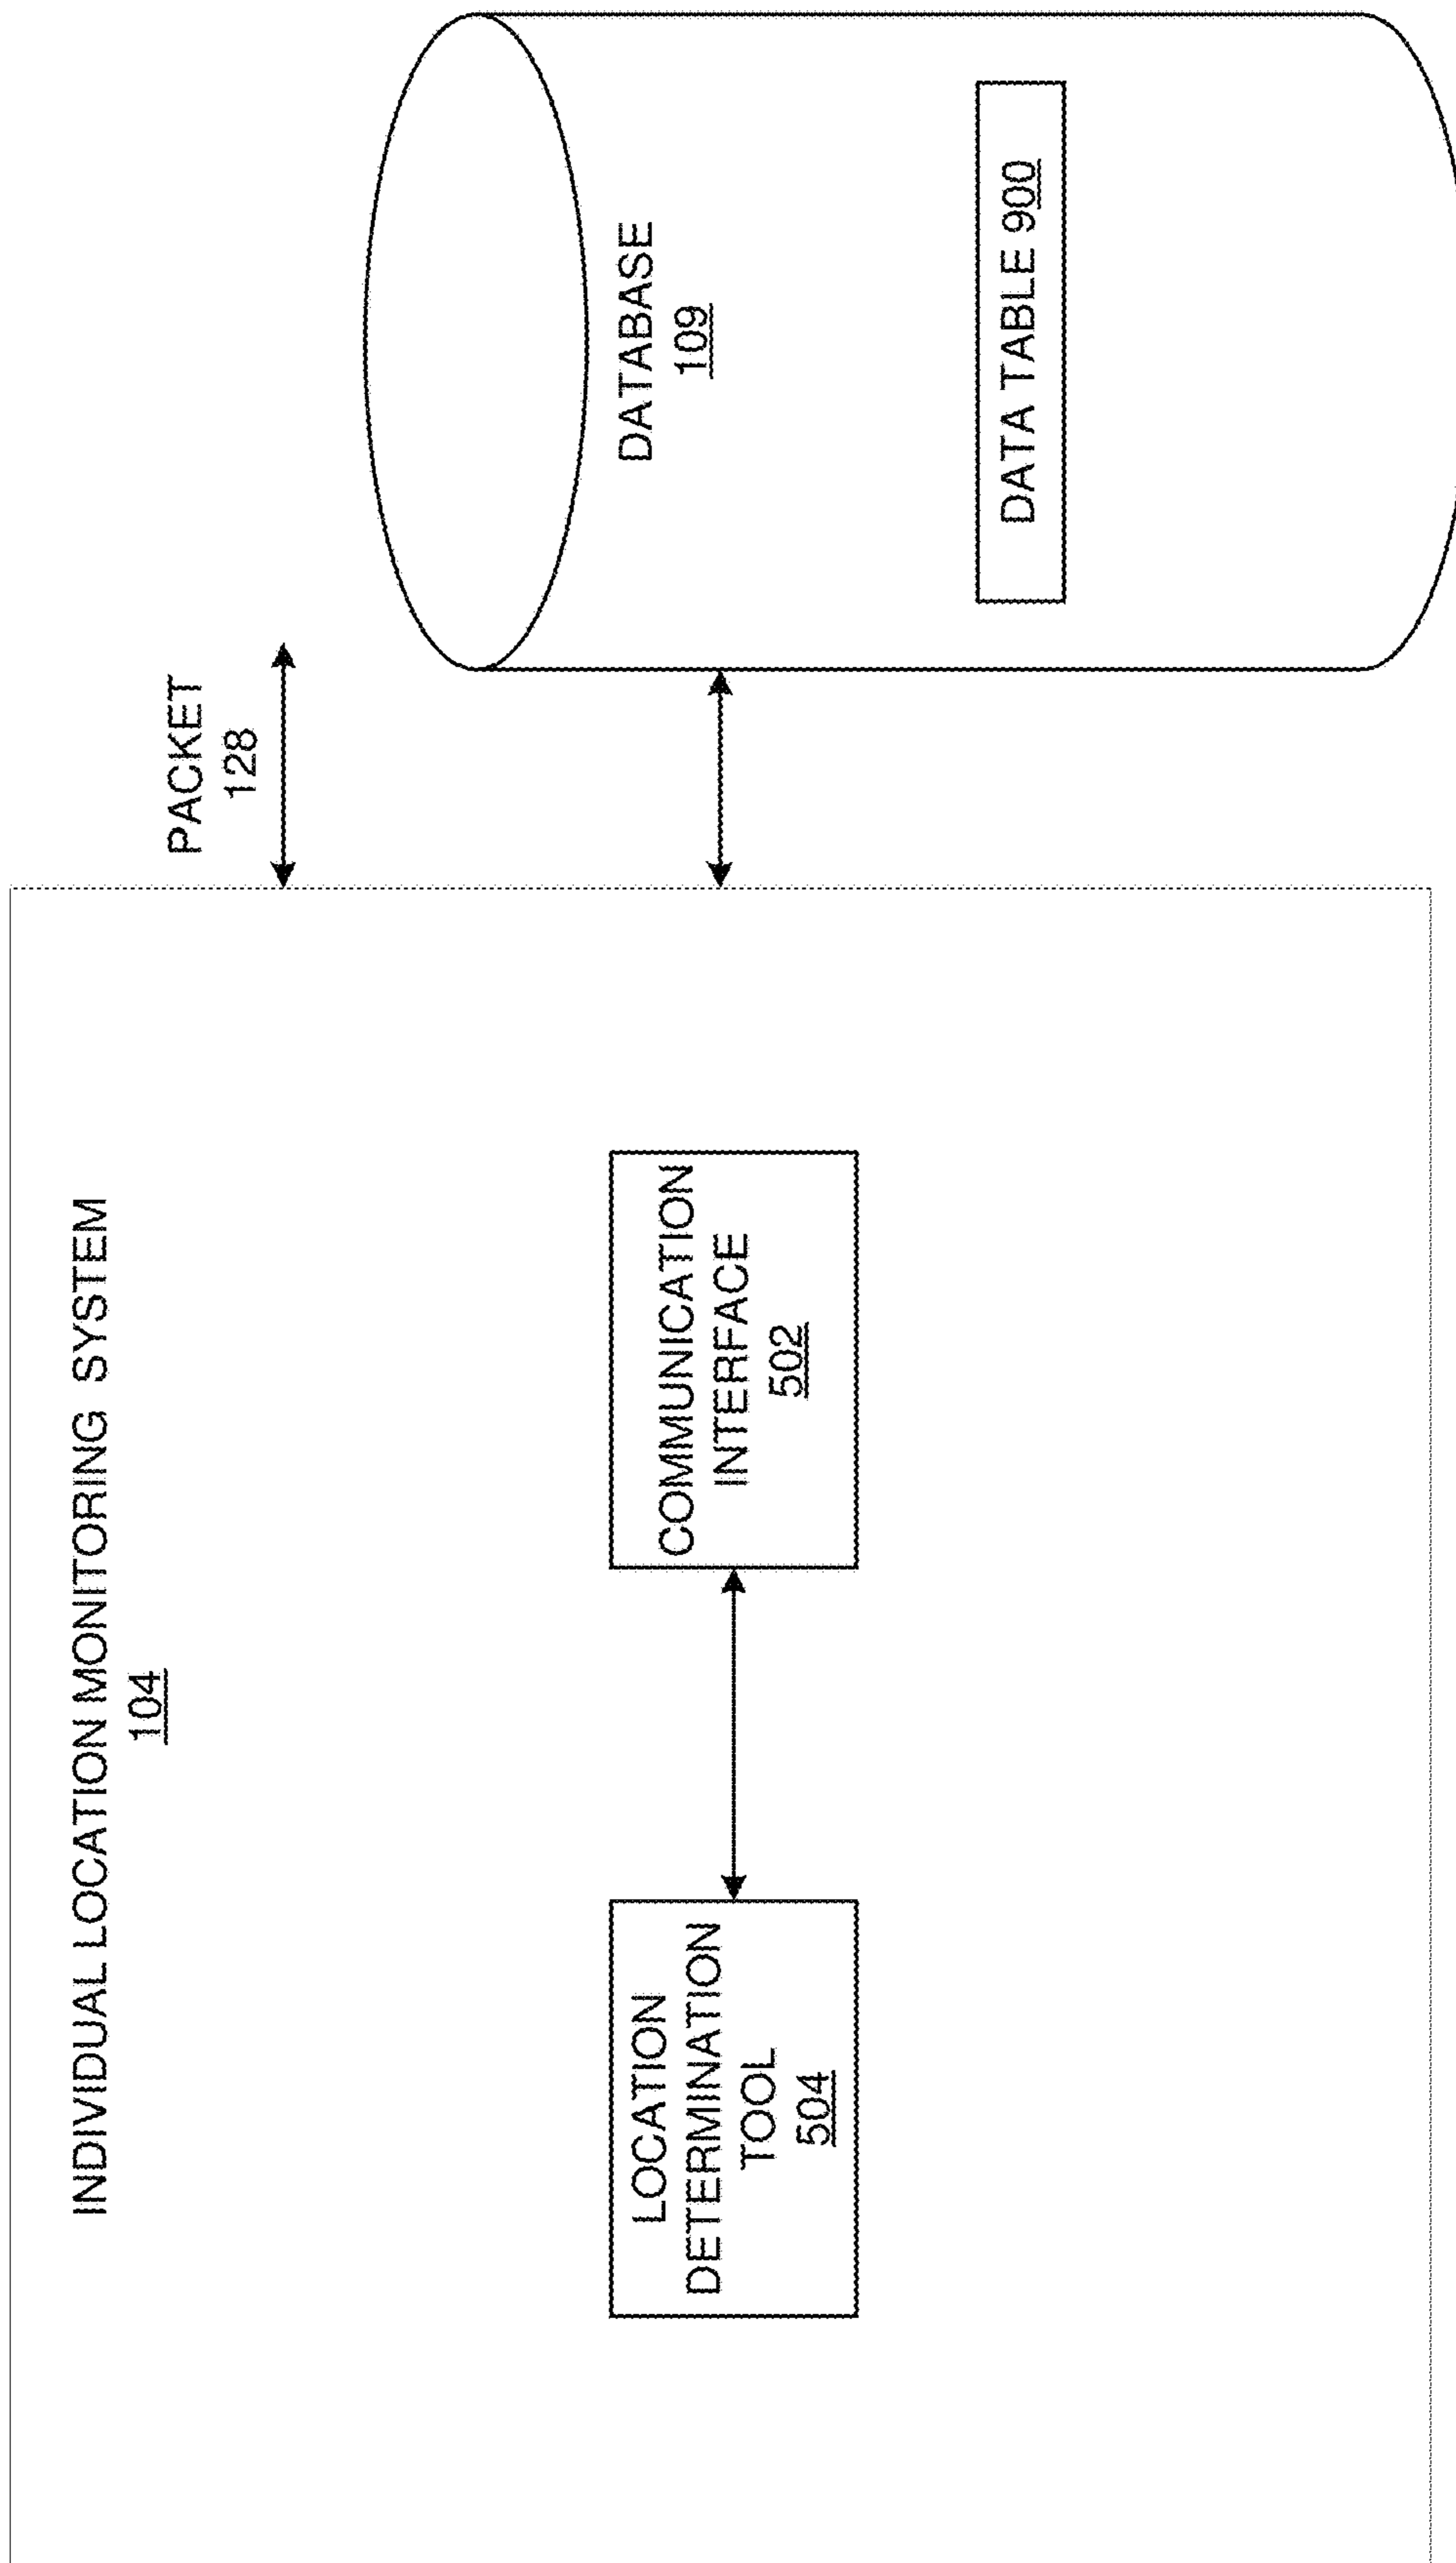 INDIVIDUAL LOCATION MONITORING SYSTEM
104
PACKET
128
LOCATION
DETERMINATION
TOOL
504
COMMUNICATION
INTERFACE
502
DATABASE
109
DATA TABLE 900